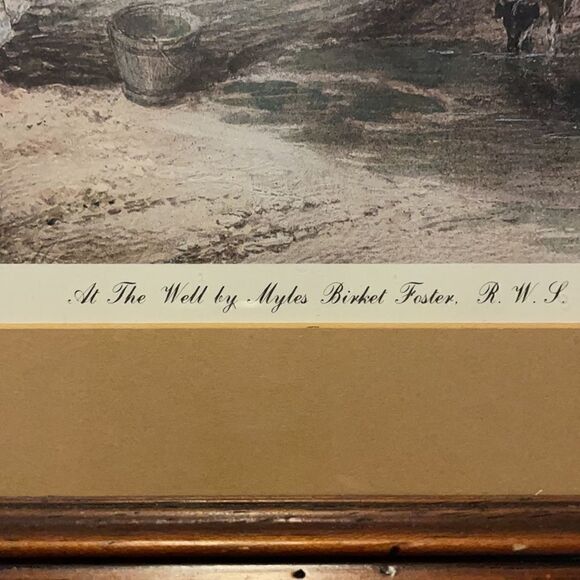 At The Well by Myles Birket Foster. R. W. S.